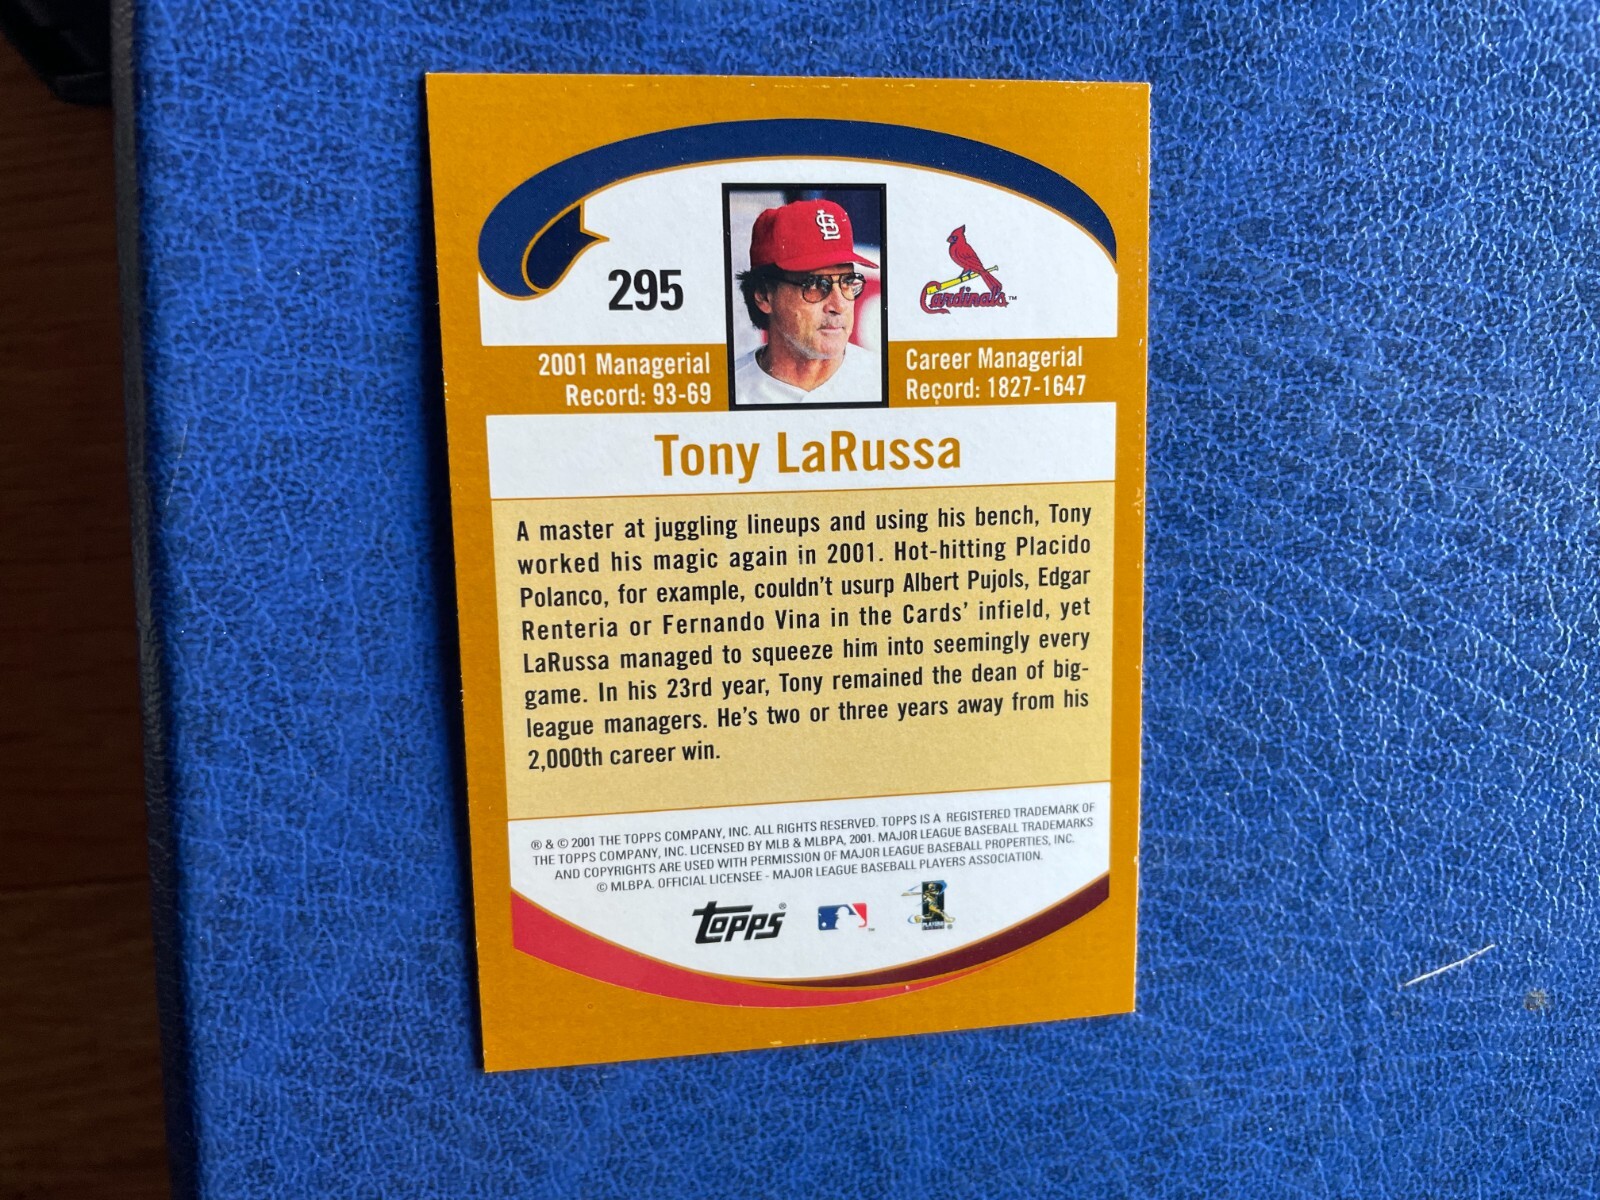 295
Cardinals™
2001 Managerial
Record: 93-69
Career Managerial
Record: 1827-1647
Tony LaRussa
A master at juggling lineups and using his bench, Tony
worked his magic again in 2001. Hot-hitting Placido
Polanco, for example, couldn't usurp Albert Pujols, Edgar
Renteria or Fernando Vina in the Cards' infield, yet
LaRussa managed to squeeze him into seemingly every
game. In his 23rd year, Tony remained the dean of big-
league managers. He's two or three years away from his
2,000th career win.
® & © 2001 THE TOPPS COMPANY, INC. ALL RIGHTS RESERVED. TOPPS IS A REGISTERED TRADEMARK OF
THE TOPPS COMPANY, INC. LICENSED BY MLB & MLBPA, 2001. MAJOR LEAGUE BASEBALL TRADEMARKS
AND COPYRIGHTS ARE USED WITH PERMISSION OF MAJOR LEAGUE BASEBALL PROPERTIES, INC.
© MLBPA. OFFICIAL LICENSEE - MAJOR LEAGUE BASEBALL PLAYERS ASSOCIATION.
Topps®